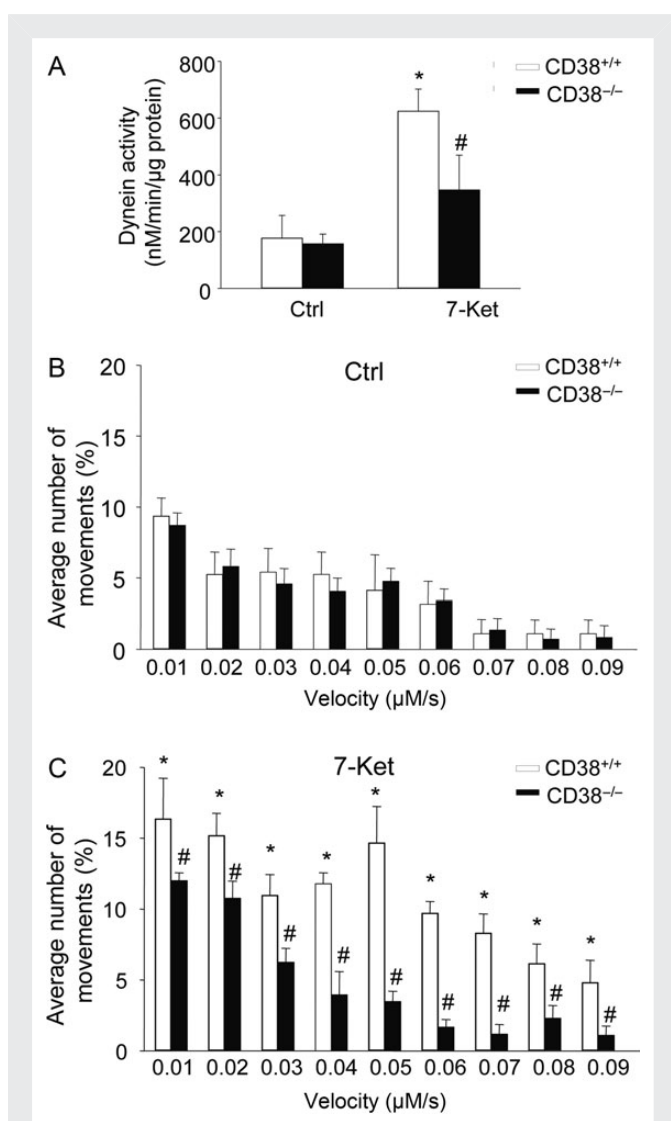 A
800
600
400
200
0
Dynein activity
(nM/min/µg protein)
CD38+/+
CD38−/−
*
#
Ctrl
7-Ket
B
Ctrl
CD38+/+
CD38−/−
20
15
10
5
0
Average number of
movements (%)
0.01 0.02 0.03 0.04 0.05 0.06 0.07 0.08 0.09
Velocity (µM/s)
C
7-Ket
CD38+/+
CD38−/−
20
15
10
5
0
Average number of
movements (%)
* * * * * * * * *
# # # # # # # # #
0.01 0.02 0.03 0.04 0.05 0.06 0.07 0.08 0.09
Velocity (µM/s)